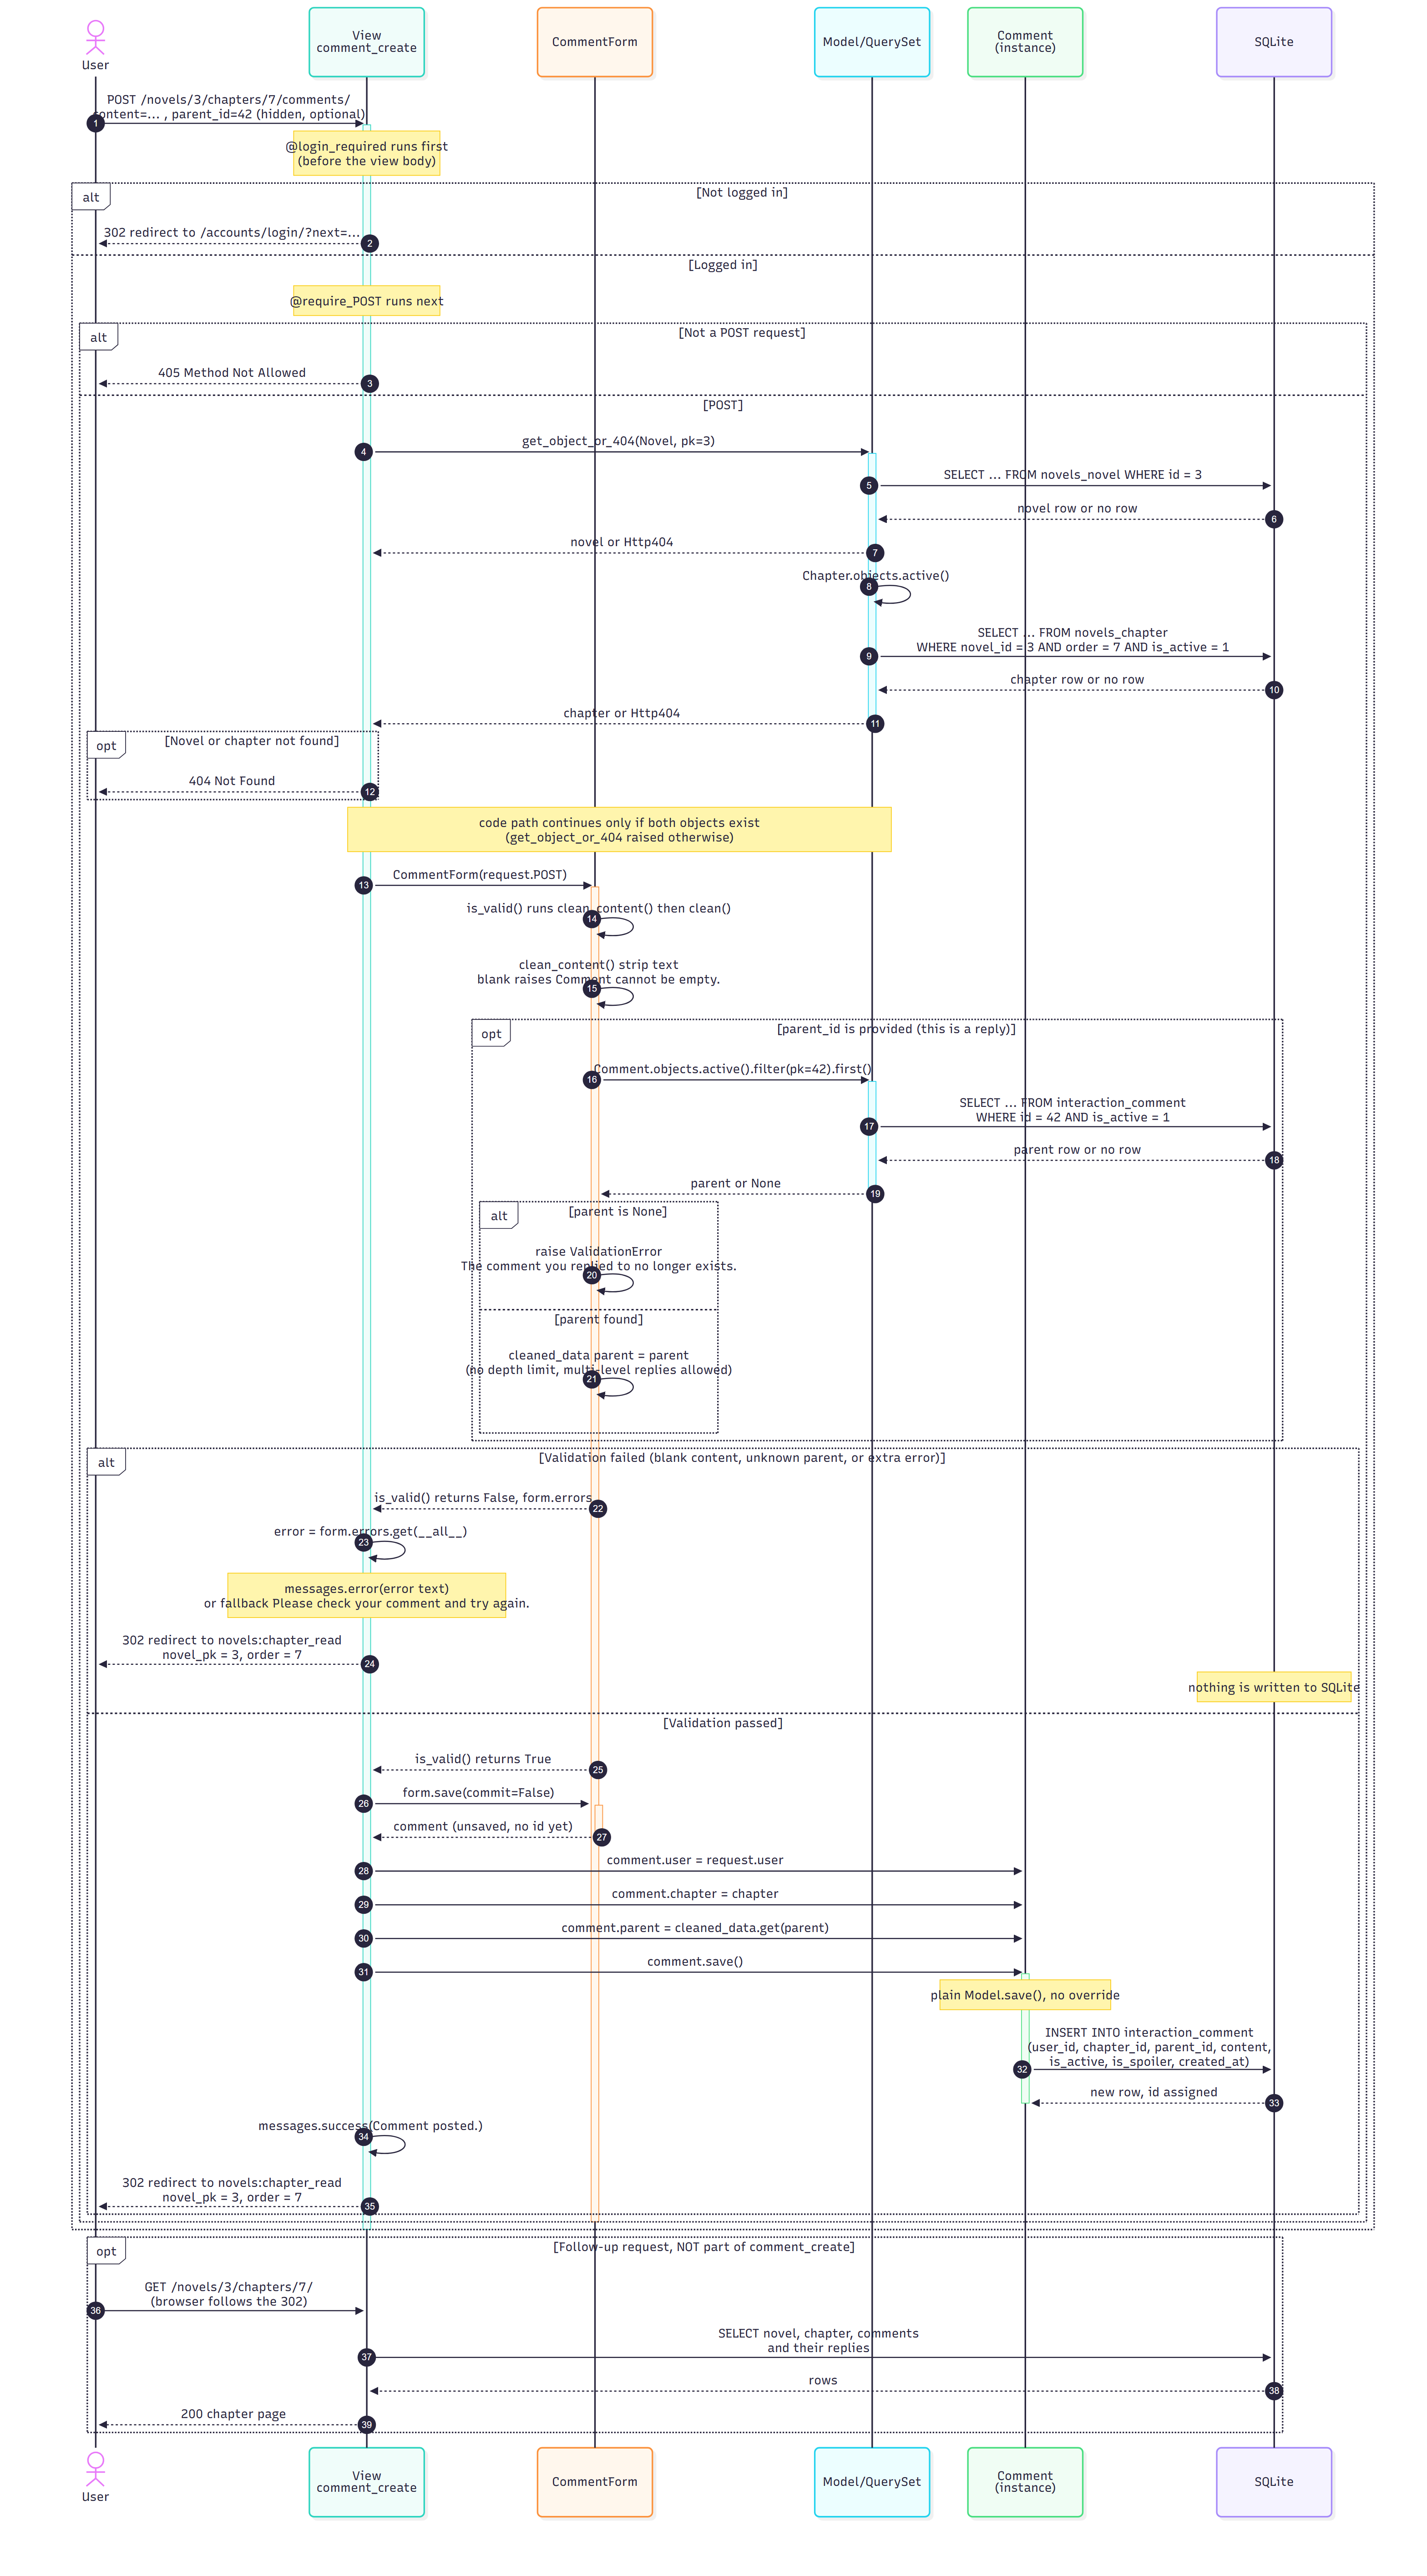 User
View
comment_create
CommentForm
Model/QuerySet
Comment
(instance)
SQLite
POST /novels/3/chapters/7/comments/
content=... , parent_id=42 (hidden, optional)
1
@login_required runs first
(before the view body)
alt
[Not logged in]
302 redirect to /accounts/login/?next=...
2
[Logged in]
@require_POST runs next
alt
[Not a POST request]
405 Method Not Allowed
3
[POST]
get_object_or_404(Novel, pk=3)
4
SELECT ... FROM novels_novel WHERE id = 3
5
novel row or no row
6
novel or Http404
7
Chapter.objects.active()
8
SELECT ... FROM novels_chapter
WHERE novel_id = 3 AND order = 7 AND is_active = 1
9
chapter row or no row
10
chapter or Http404
11
opt
[Novel or chapter not found]
404 Not Found
12
code path continues only if both objects exist
(get_object_or_404 raised otherwise)
CommentForm(request.POST)
13
is_valid() runs clean_content() then clean()
14
clean_content() strip text
blank raises Comment cannot be empty.
15
opt
[parent_id is provided (this is a reply)]
Comment.objects.active().filter(pk=42).first()
16
SELECT ... FROM interaction_comment
WHERE id = 42 AND is_active = 1
17
parent row or no row
18
parent or None
19
alt
[parent is None]
raise ValidationError
The comment you replied to no longer exists.
20
[parent found]
cleaned_data parent = parent
(no depth limit, multi-level replies allowed)
21
alt
[Validation failed (blank content, unknown parent, or extra error)]
is_valid() returns False, form.errors
22
error = form.errors.get(__all__)
23
messages.error(error text)
or fallback Please check your comment and try again.
302 redirect to novels:chapter_read
novel_pk = 3, order = 7
24
nothing is written to SQLite
[Validation passed]
is_valid() returns True
25
form.save(commit=False)
26
comment (unsaved, no id yet)
27
comment.user = request.user
28
comment.chapter = chapter
29
comment.parent = cleaned_data.get(parent)
30
comment.save()
31
plain Model.save(), no override
INSERT INTO interaction_comment
(user_id, chapter_id, parent_id, content,
is_active, is_spoiler, created_at)
32
new row, id assigned
33
messages.success(Comment posted.)
34
302 redirect to novels:chapter_read
novel_pk = 3, order = 7
35
opt
[Follow-up request, NOT part of comment_create]
GET /novels/3/chapters/7/
(browser follows the 302)
36
SELECT novel, chapter, comments
and their replies
37
rows
38
200 chapter page
39
User
View
comment_create
CommentForm
Model/QuerySet
Comment
(instance)
SQLite